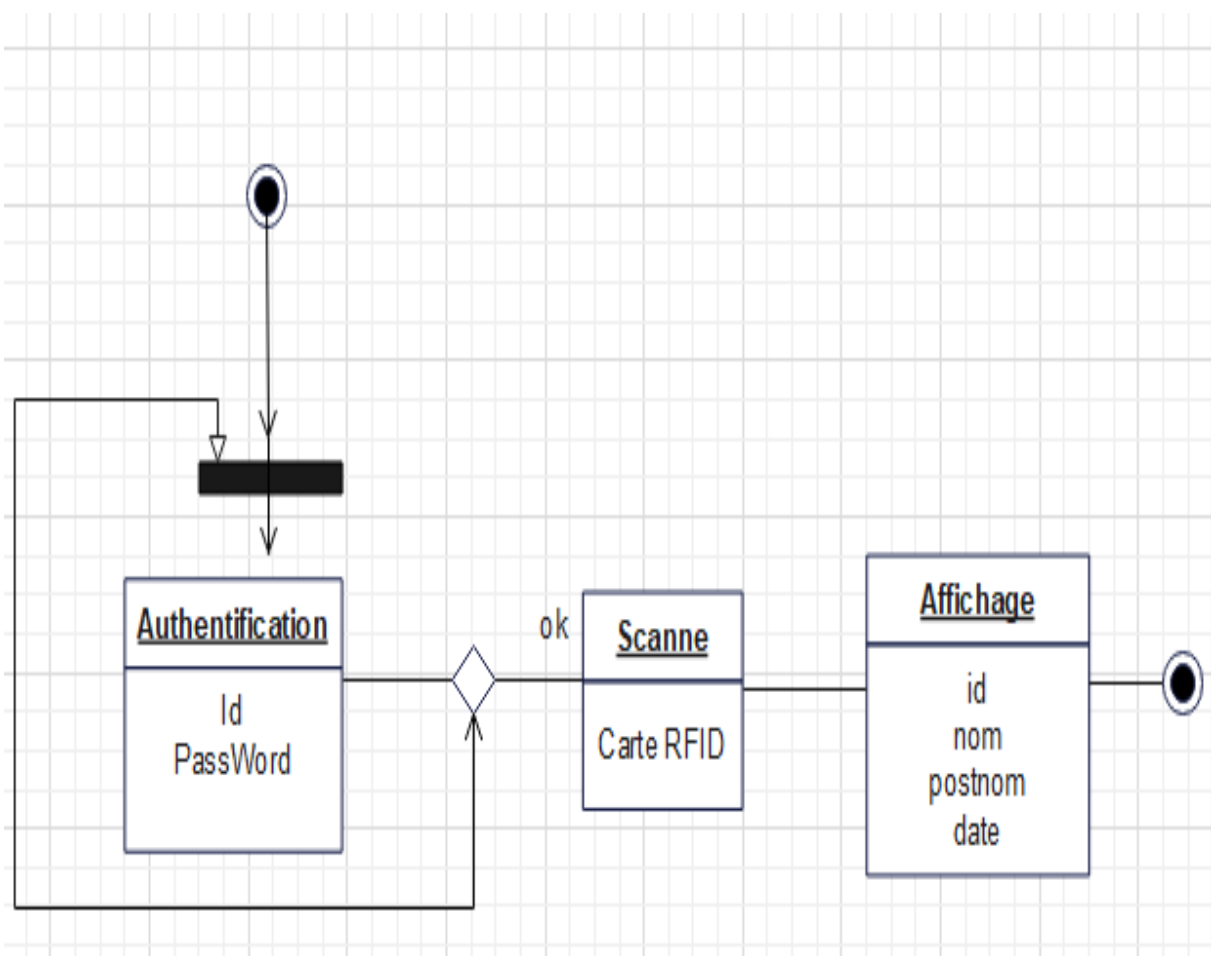 Authentification
Id
PassWord
ok
Scanne
Carte RFID
Affichage
id
nom
postnom
date